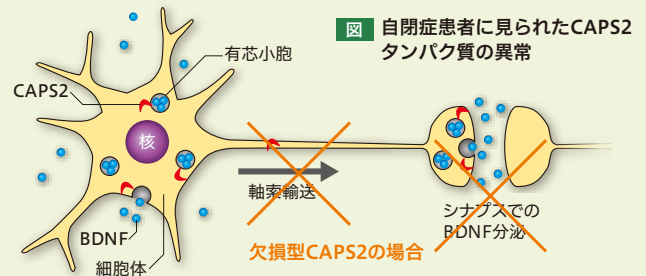 図 自閉症患者に見られたCAPS2
タンパク質の異常
有芯小胞
CAPS2
核
軸索輸送
シナプスでの
BDNF分泌
BDNF
欠損型CAPS2の場合
細胞体